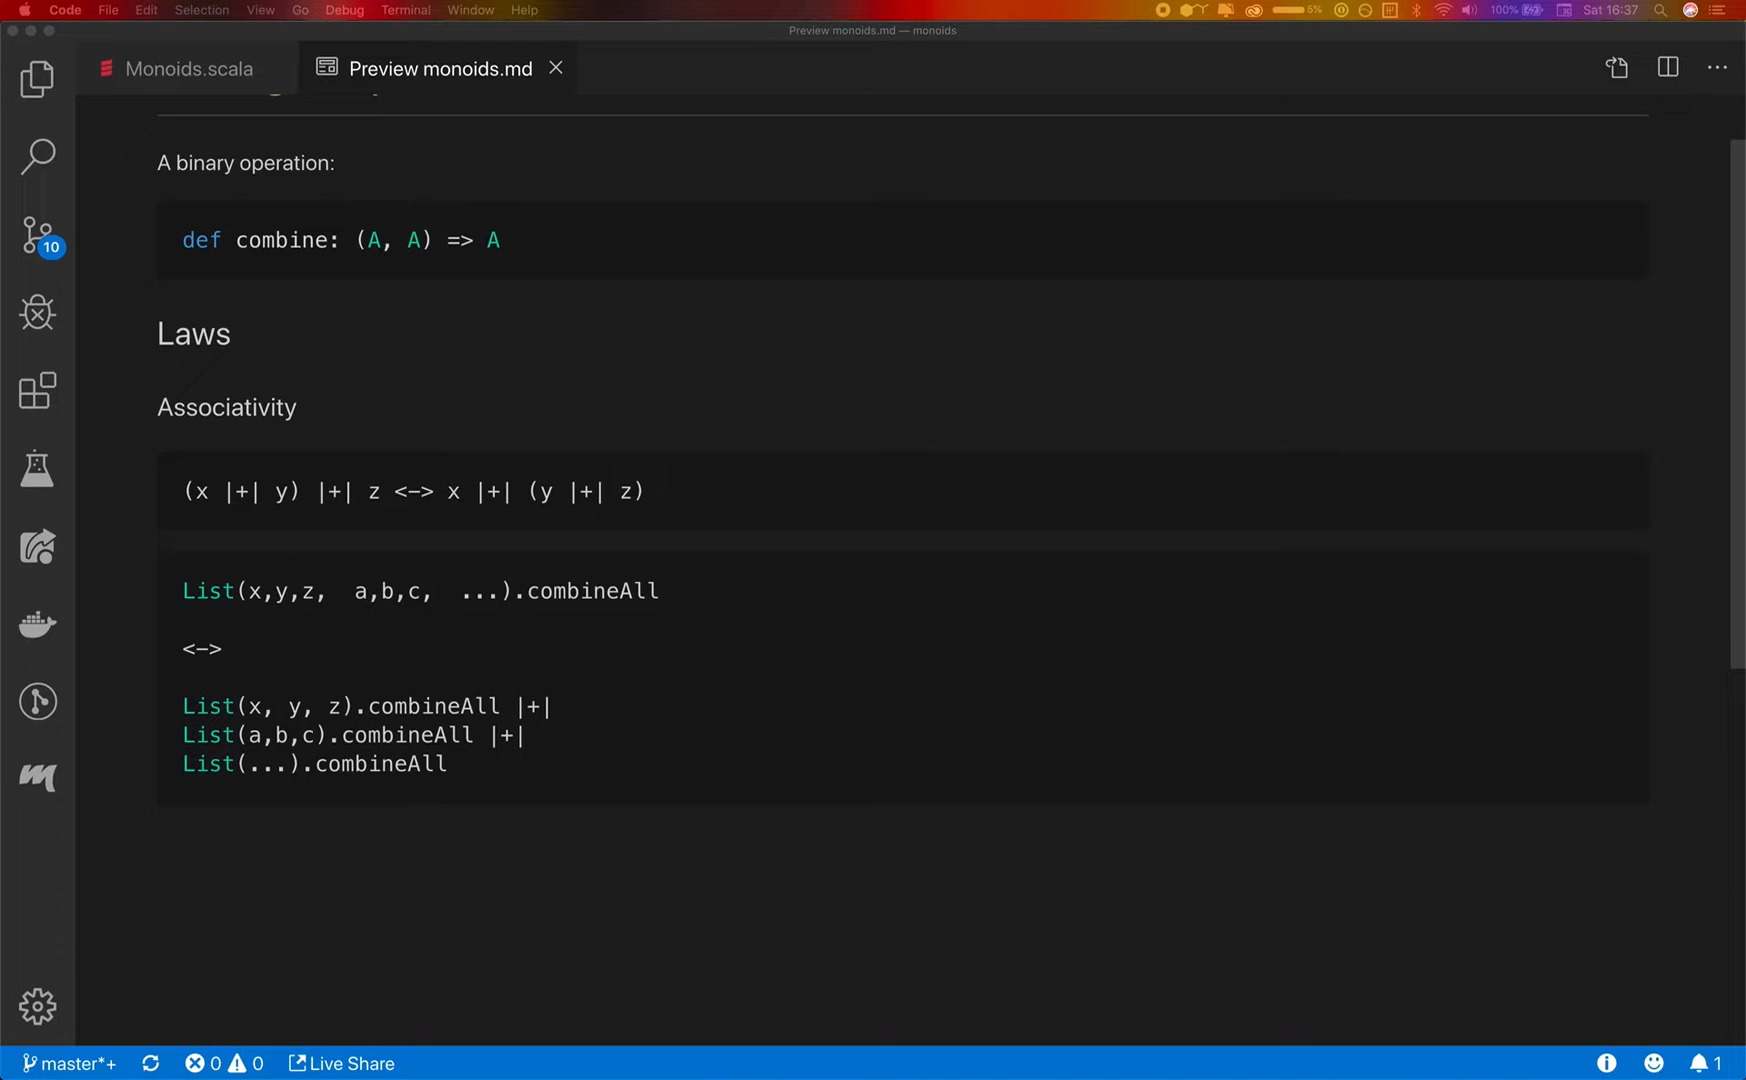 Code File Edit Selection View Go Debug Terminal Window Help 5% 100% Sat 16:37
Preview monoids.md — monoids
Monoids.scala Preview monoids.md
A binary operation:
def combine: (A, A) => A
Laws
10
Associativity
(x |+| y) |+| z <-> x |+| (y |+| z)
List(x,y,z, a,b,c, ...).combineAll
<->
List(x, y, z).combineAll |+|
List(a,b,c).combineAll |+|
List(...).combineAll
master*+ 0 0 Live Share 1